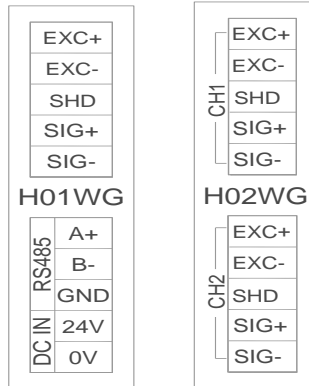 EXC+
EXC-
SHD
SIG+
SIG-
H01WG
RS485
A+
B-
GND
DC IN
24V
0V
CH1
EXC+
EXC-
SHD
SIG+
SIG-
H02WG
CH2
EXC+
EXC-
SHD
SIG+
SIG-